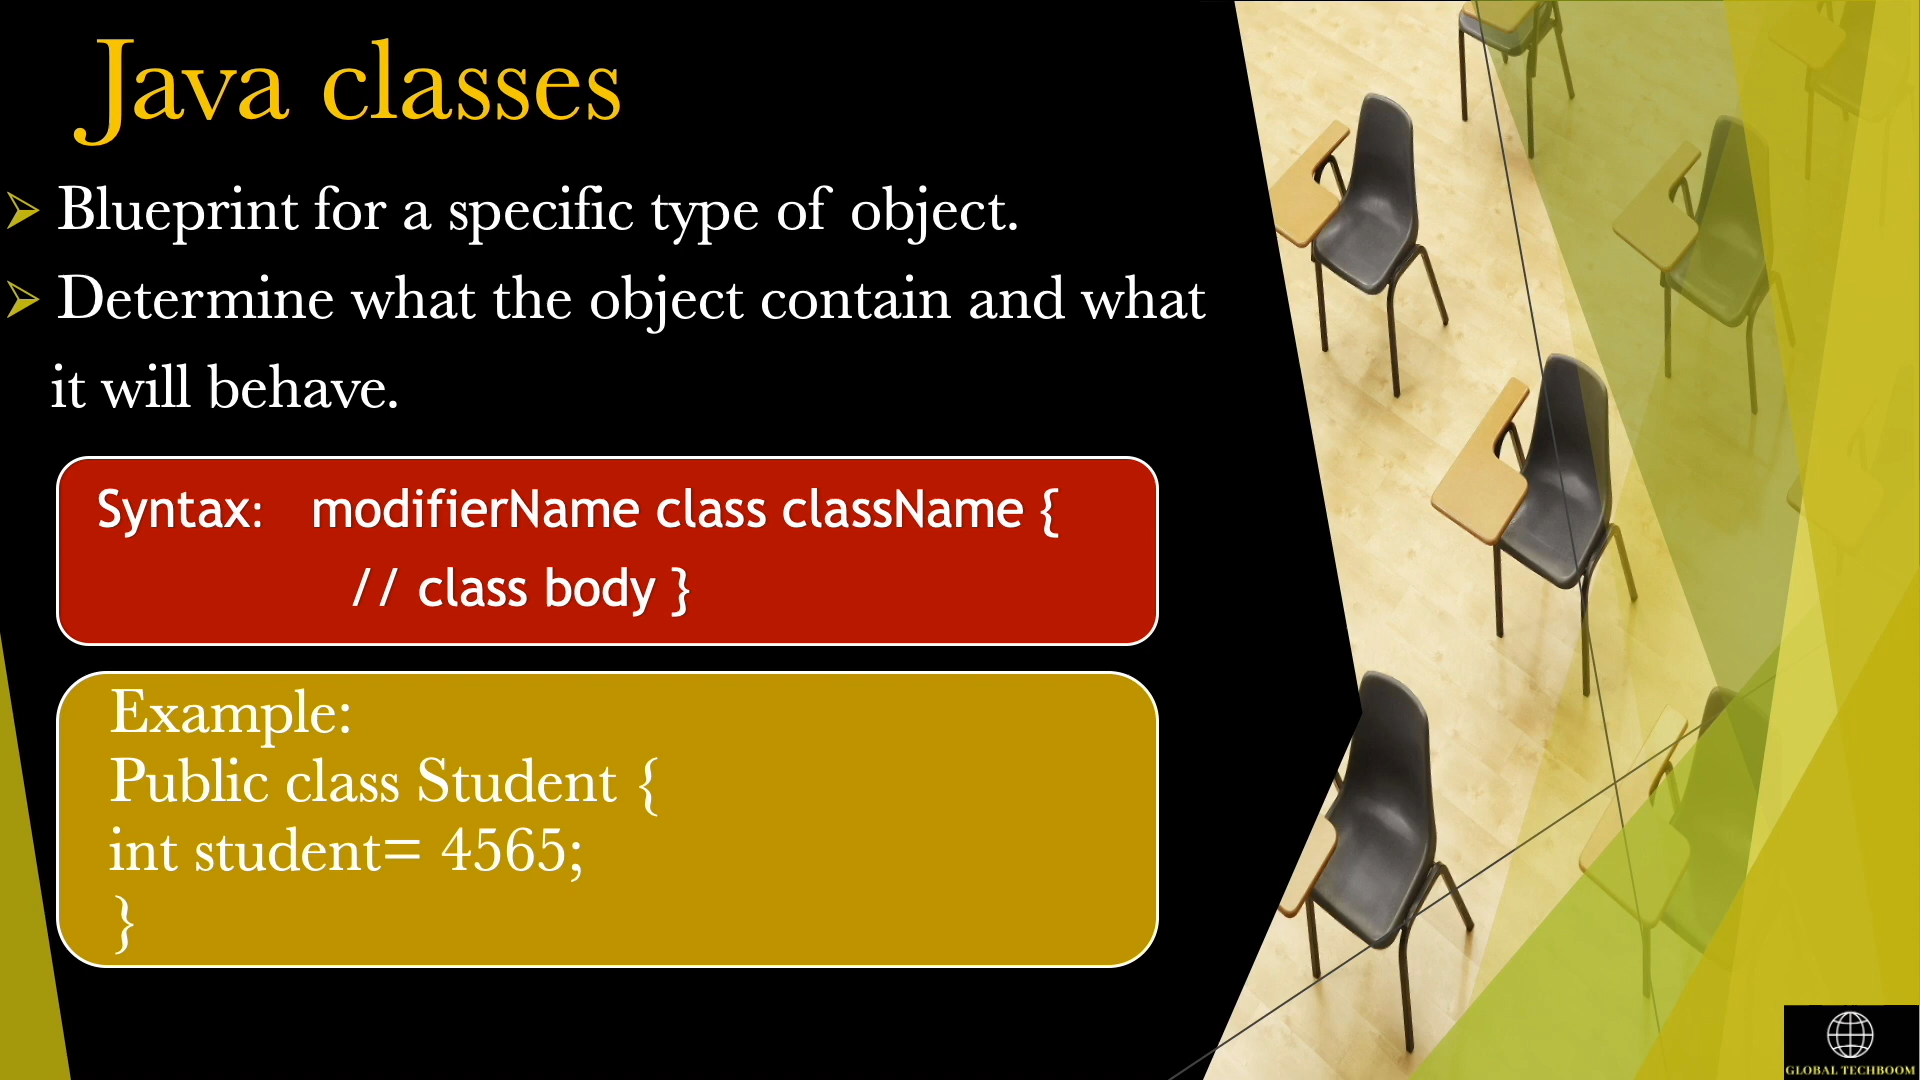 Java classes
Blueprint for a specific type of object.
Determine what the object contain and what
it will behave.
Syntax: modifierName class className {
// class body }
Example:
Public class Student {
int student= 4565;
}
GLOBAL TECHBOOM